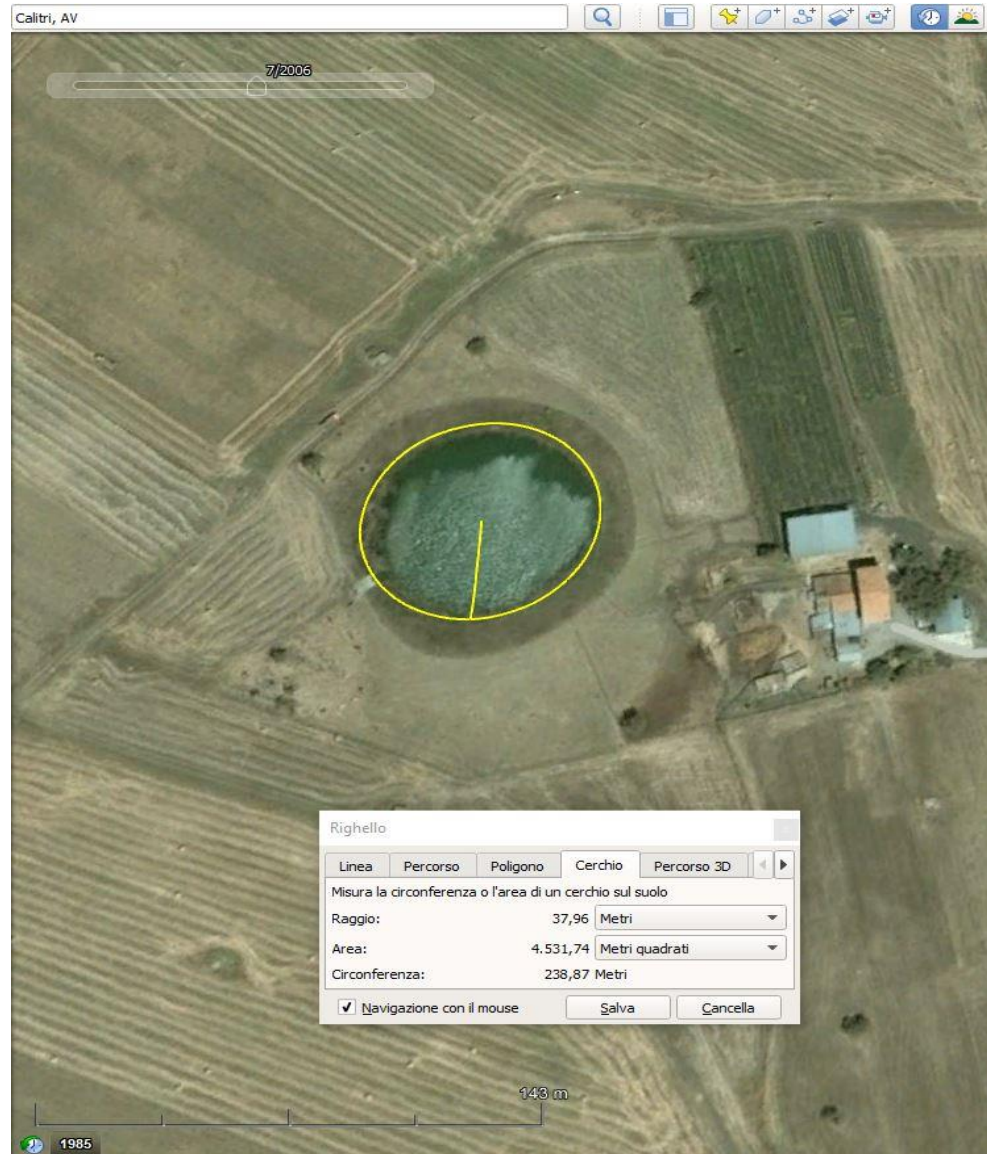 Calitri, AV
7/2006
Righello
Linea Percorso Poligono Cerchio Percorso 3D
Misura la circonferenza o l'area di un cerchio sul suolo
Raggio: 37,96 Metri
Area: 4.531,74 Metri quadrati
Circonferenza: 238,87 Metri
Navigazione con il mouse Salva Cancella
143 m
1985